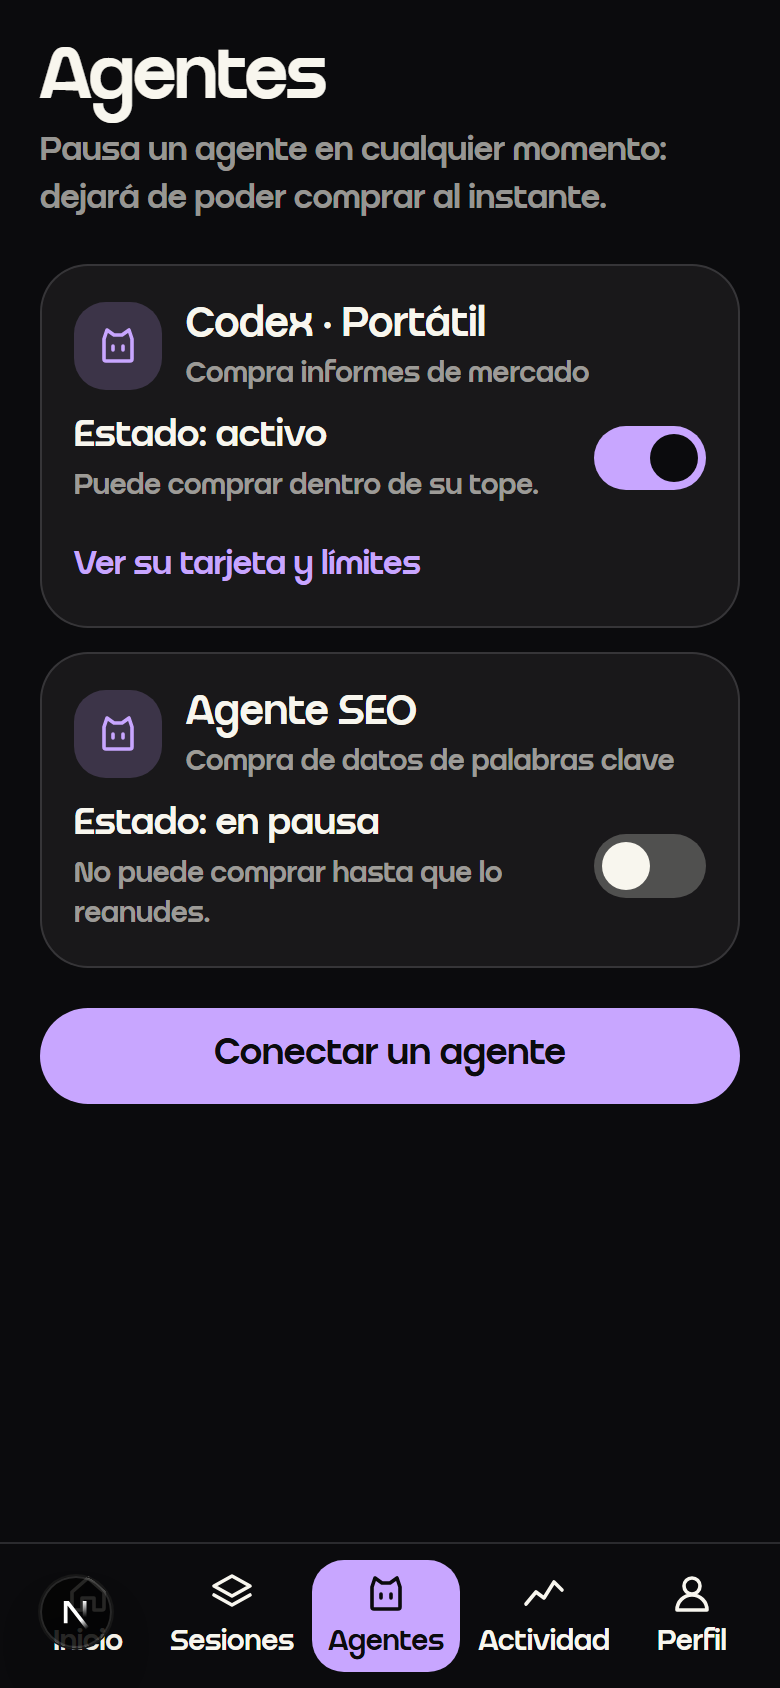 Agentes
Pausa un agente en cualquier momento:
dejará de poder comprar al instante.
Codex · Portátil
Compra informes de mercado
Estado: activo
Puede comprar dentro de su tope.
Ver su tarjeta y límites
Agente SEO
Compra de datos de palabras clave
Estado: en pausa
No puede comprar hasta que lo
reanudes.
Conectar un agente
N
Inicio
Sesiones
Agentes
Actividad
Perfil